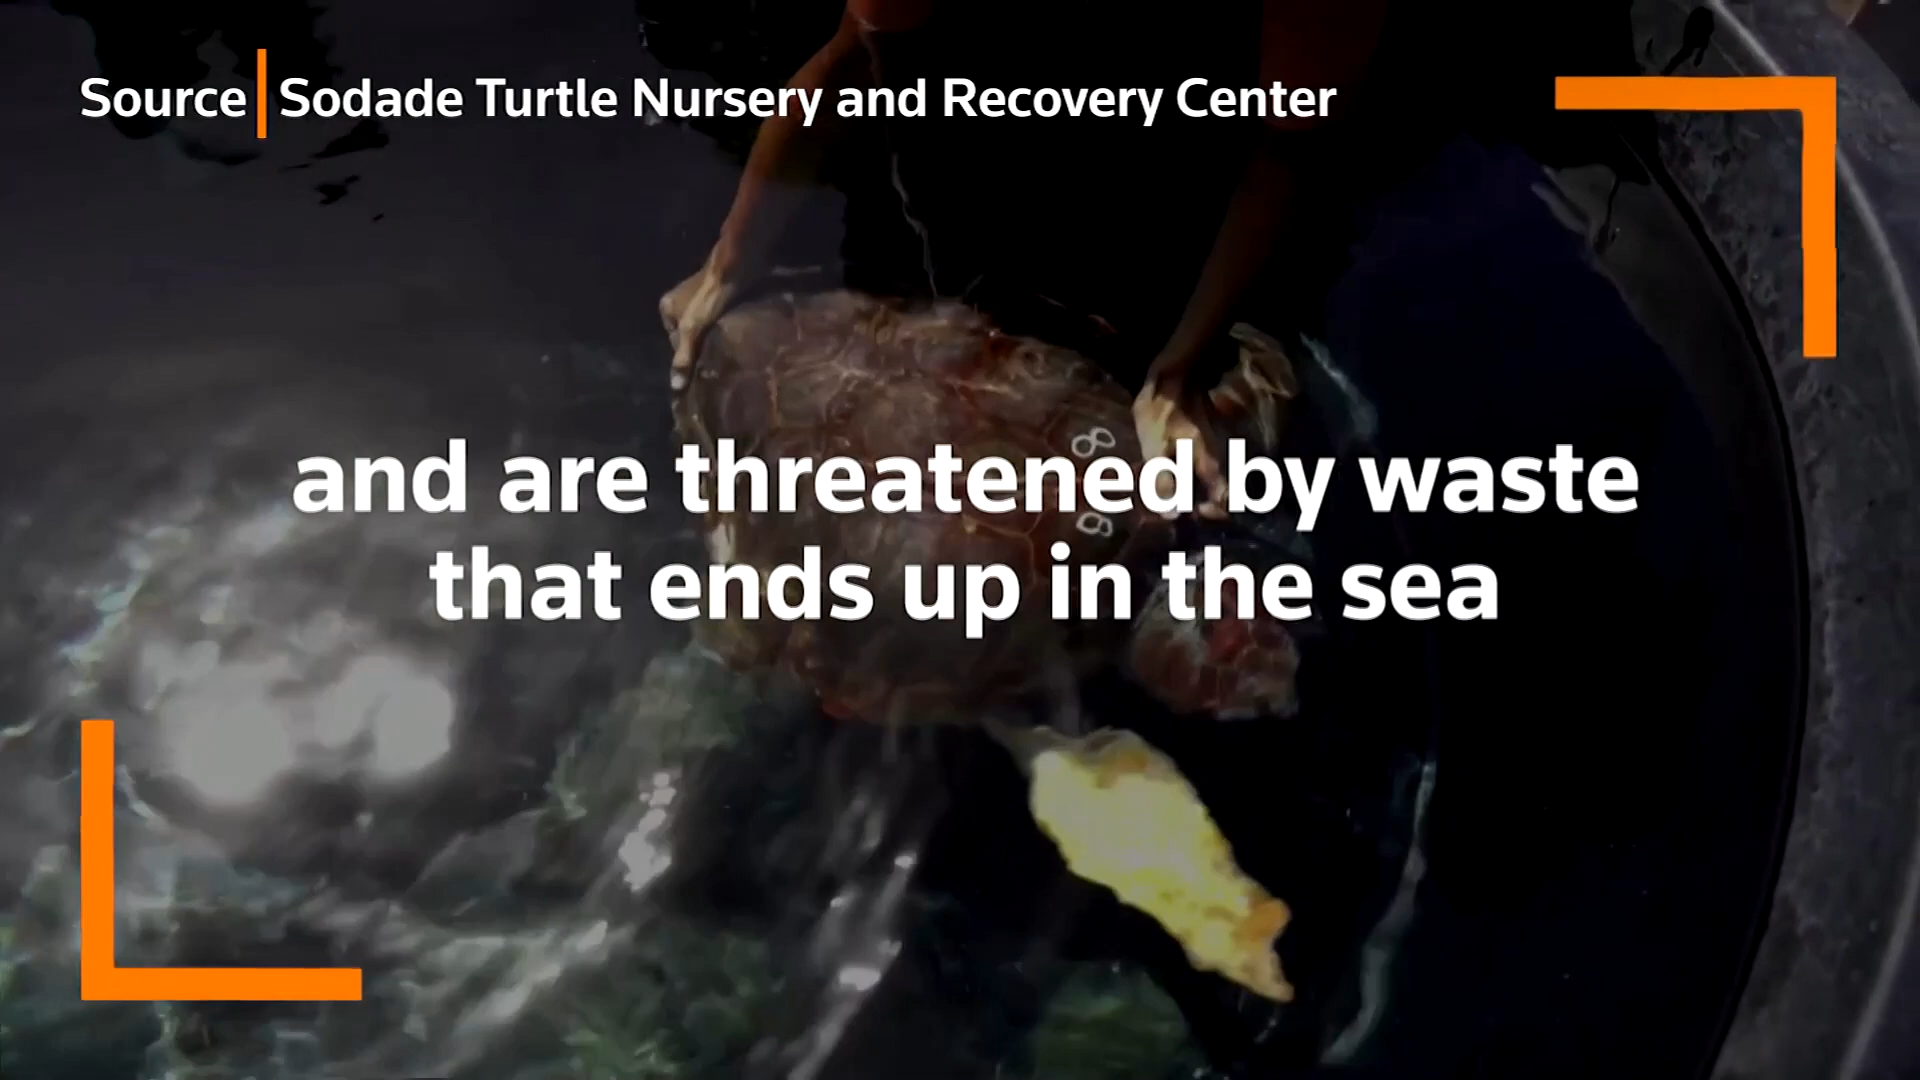 Source | Sodade Turtle Nursery and Recovery Center
and are threatened by waste
that ends up in the sea